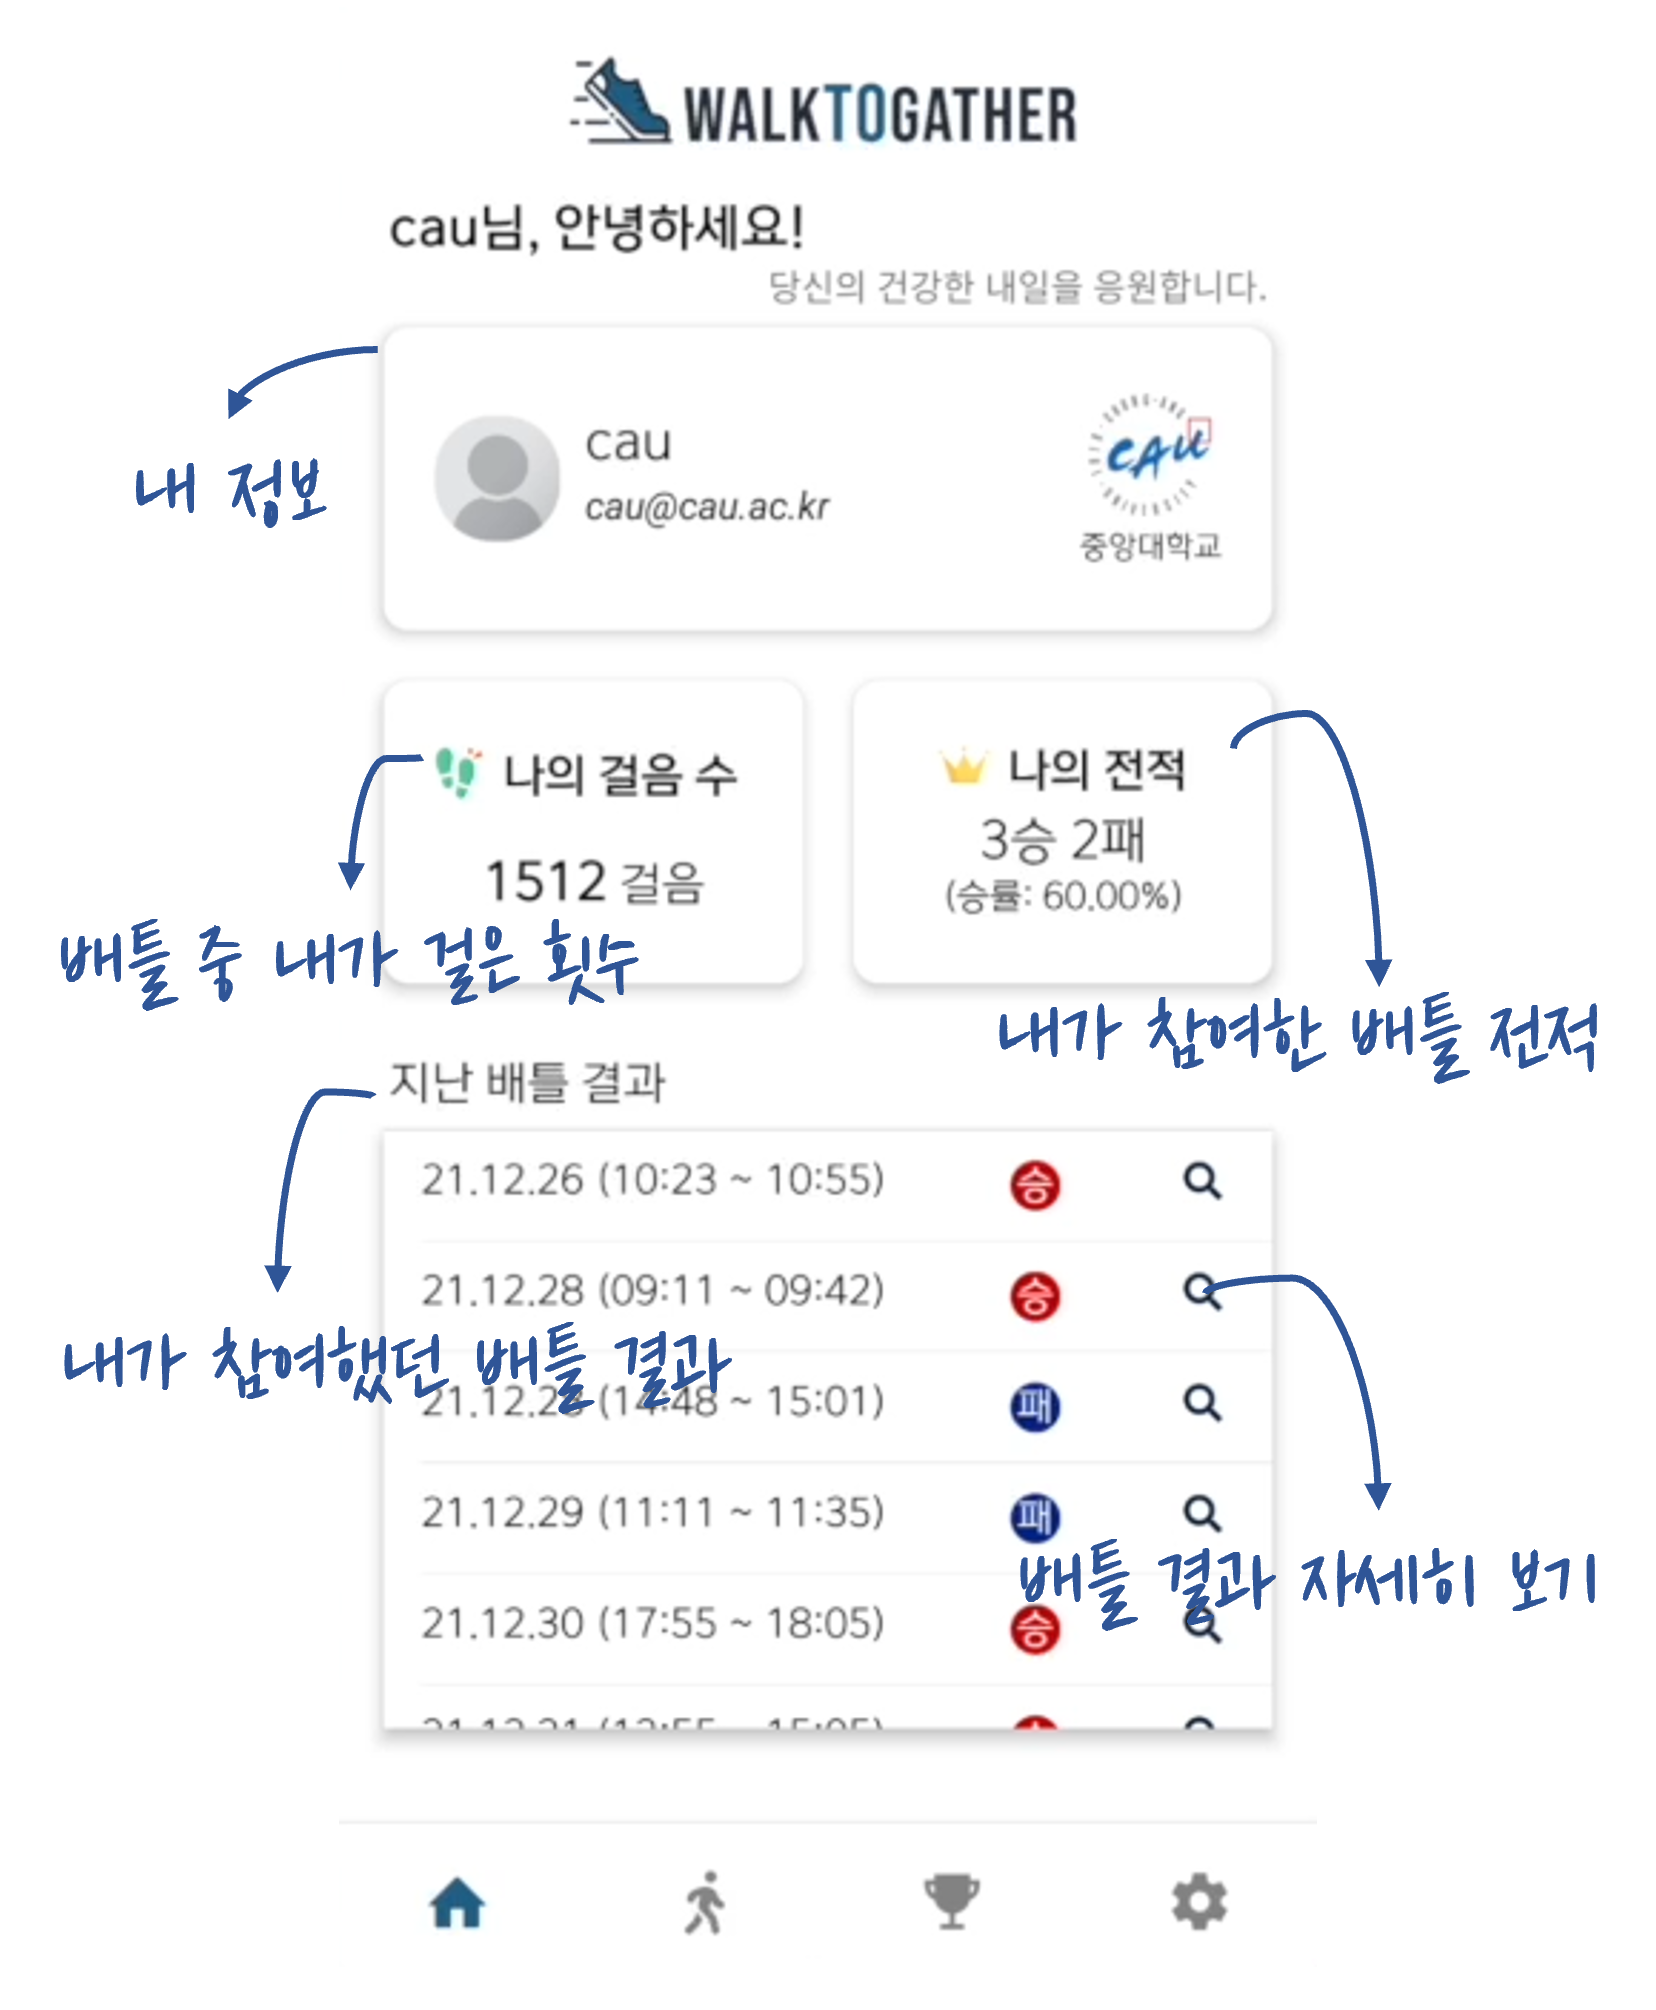 WALKTOGATHER
cau님, 안녕하세요!
당신의 건강한 내일을 응원합니다.
cau
cau@cau.ac.kr
CAU
중앙대학교
내 정보
나의 걸음 수
1512 걸음
나의 전적
3승 2패
(승률: 60.00%)
배틀 중 내가 걸은 횟수
내가 참여한 배틀 전적
지난 배틀 결과
21.12.26 (10:23 ~ 10:55) 승
21.12.28 (09:11 ~ 09:42) 승
내가 참여했던 배틀 결과
(14:48 ~ 15:01) 패
21.12.29 (11:11 ~ 11:35) 패
배틀 결과 자세히 보기
21.12.30 (17:55 ~ 18:05) 승